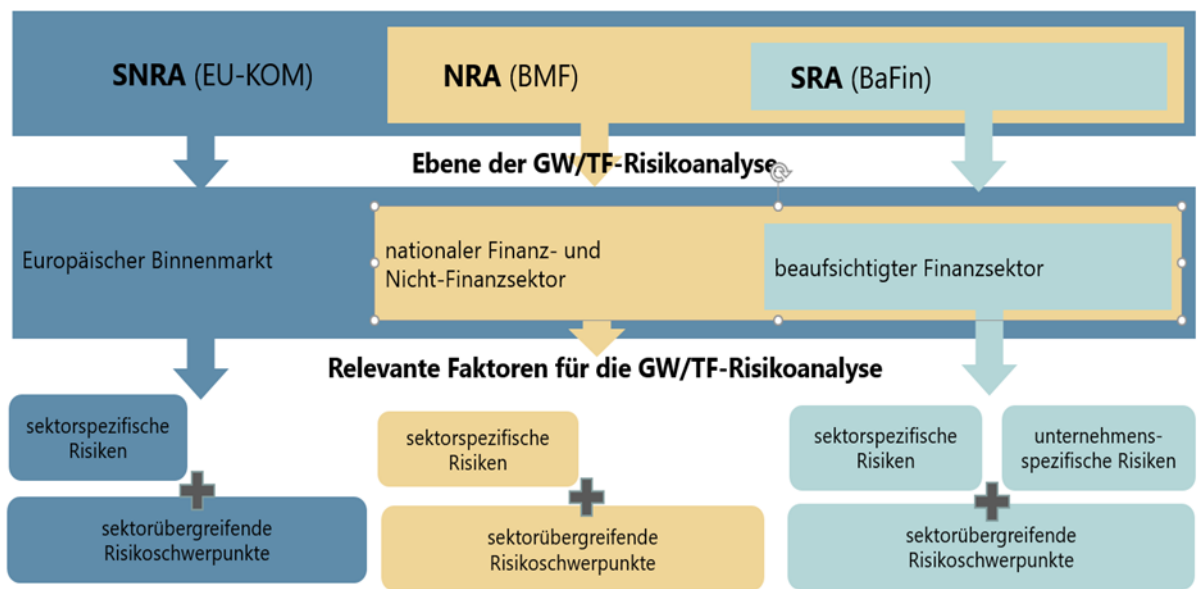 SNRA (EU-KOM)
NRA (BMF)
SRA (BaFin)
Ebene der GW/TF-Risikoanalyse
Europäischer Binnenmarkt
nationaler Finanz- und
Nicht-Finanzsektor
beaufsichtigter Finanzsektor
Relevante Faktoren für die GW/TF-Risikoanalyse
sektorspezifische
Risiken
sektorübergreifende
Risikoschwerpunkte
sektorspezifische
Risiken
sektorübergreifende
Risikoschwerpunkte
sektorspezifische
Risiken
unternehmens-
spezifische Risiken
sektorübergreifende
Risikoschwerpunkte